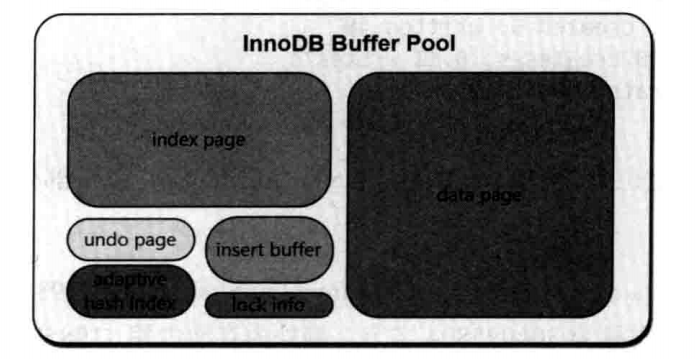 InnoDB Buffer Pool
index page
data page
undo page
insert buffer
adaptive
hash index
lock info